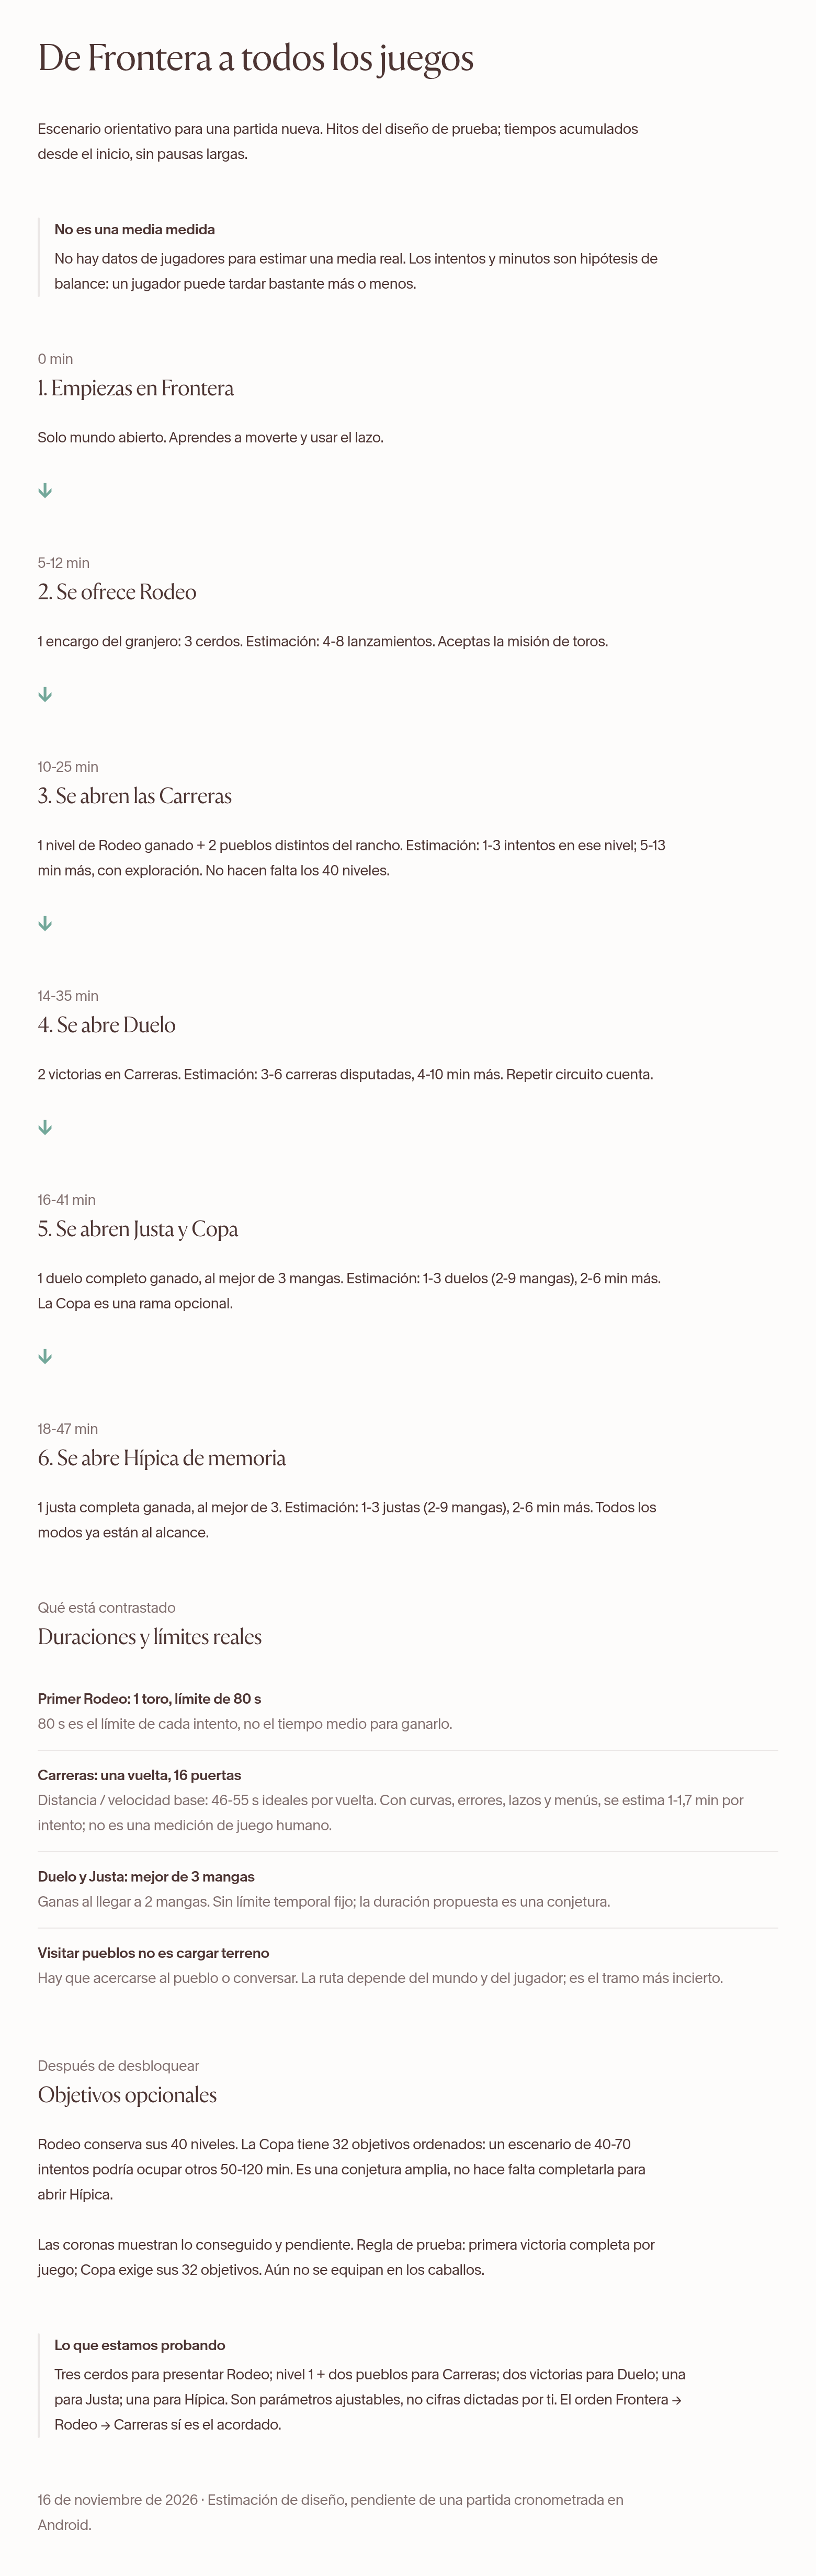 De Frontera a todos los juegos
Escenario orientativo para una partida nueva. Hitos del diseño de prueba; tiempos acumulados
desde el inicio, sin pausas largas.
No es una media medida
No hay datos de jugadores para estimar una media real. Los intentos y minutos son hipótesis de
balance: un jugador puede tardar bastante más o menos.
0 min
1. Empiezas en Frontera
Solo mundo abierto. Aprendes a moverte y usar el lazo.
↓
5-12 min
2. Se ofrece Rodeo
1 encargo del granjero: 3 cerdos. Estimación: 4-8 lanzamientos. Aceptas la misión de toros.
↓
10-25 min
3. Se abren las Carreras
1 nivel de Rodeo ganado + 2 pueblos distintos del rancho. Estimación: 1-3 intentos en ese nivel; 5-13
min más, con exploración. No hacen falta los 40 niveles.
↓
14-35 min
4. Se abre Duelo
2 victorias en Carreras. Estimación: 3-6 carreras disputadas, 4-10 min más. Repetir circuito cuenta.
↓
16-41 min
5. Se abren Justa y Copa
1 duelo completo ganado, al mejor de 3 mangas. Estimación: 1-3 duelos (2-9 mangas), 2-6 min más.
La Copa es una rama opcional.
↓
18-47 min
6. Se abre Hípica de memoria
1 justa completa ganada, al mejor de 3. Estimación: 1-3 justas (2-9 mangas), 2-6 min más. Todos los
modos ya están al alcance.
Qué está contrastado
Duraciones y límites reales
Primer Rodeo: 1 toro, límite de 80 s
80 s es el límite de cada intento, no el tiempo medio para ganarlo.
Carreras: una vuelta, 16 puertas
Distancia / velocidad base: 46-55 s ideales por vuelta. Con curvas, errores, lazos y menús, se estima 1-1,7 min por
intento; no es una medición de juego humano.
Duelo y Justa: mejor de 3 mangas
Ganas al llegar a 2 mangas. Sin límite temporal fijo; la duración propuesta es una conjetura.
Visitar pueblos no es cargar terreno
Hay que acercarse al pueblo o conversar. La ruta depende del mundo y del jugador; es el tramo más incierto.
Después de desbloquear
Objetivos opcionales
Rodeo conserva sus 40 niveles. La Copa tiene 32 objetivos ordenados: un escenario de 40-70
intentos podría ocupar otros 50-120 min. Es una conjetura amplia, no hace falta completarla para
abrir Hípica.
Las coronas muestran lo conseguido y pendiente. Regla de prueba: primera victoria completa por
juego; Copa exige sus 32 objetivos. Aún no se equipan en los caballos.
Lo que estamos probando
Tres cerdos para presentar Rodeo; nivel 1 + dos pueblos para Carreras; dos victorias para Duelo; una
para Justa; una para Hípica. Son parámetros ajustables, no cifras dictadas por ti. El orden Frontera →
Rodeo → Carreras sí es el acordado.
16 de noviembre de 2026 · Estimación de diseño, pendiente de una partida cronometrada en
Android.